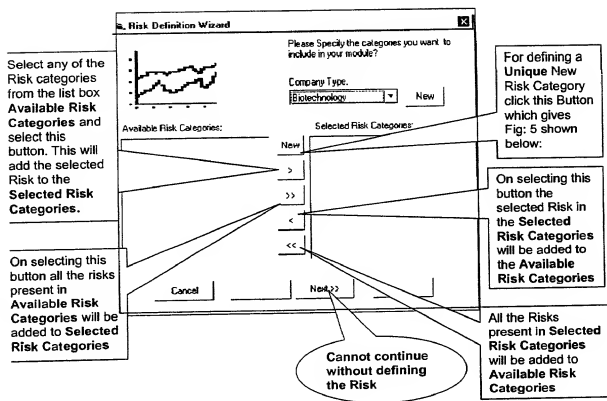 Risk Definition Wizard
Please Specify the categories you want to
include in your module?
Company Type.
Biotechnology
New
Available Risk Categories:
Selected Risk Categories:
New
>
>>
<
<<
Cancel
Next >>
Select any of the
Risk categories
from the list box
Available Risk
Categories and
select this
button. This will
add the selected
Risk to the
Selected Risk
Categories.
On selecting this
button all the risks
present in
Available Risk
Categories will be
added to Selected
Risk Categories
For defining a
Unique New
Risk Category
click this Button
which gives
Fig: 5 shown
below:
On selecting this
button the
selected Risk in
the Selected
Risk Categories
will be added to
the Available
Risk Categories
All the Risks
present in Selected
Risk Categories
will be added to
Available Risk
Categories
Cannot continue
without defining
the Risk